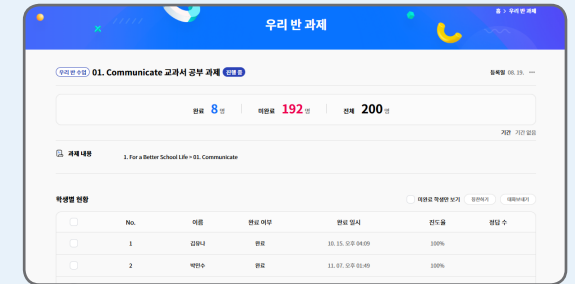 홈 > 우리 반 과제
우리 반 과제
우리 반 수업 01. Communicate 교과서 공부 과제 진행 중
등록일 08. 19.
완료 8 명 미완료 192 명 전체 200 명
기간 기간 없음
과제 내용 1. For a Better School Life > 01. Communicate
학생별 현황
미완료 학생만 보기 응원하기 대화보내기
No. 이름 완료 여부 완료 일시 진도율 정답 수
1 김유나 완료 10. 15. 오후 04:09 100%
2 박민수 완료 11. 07. 오후 01:49 100%